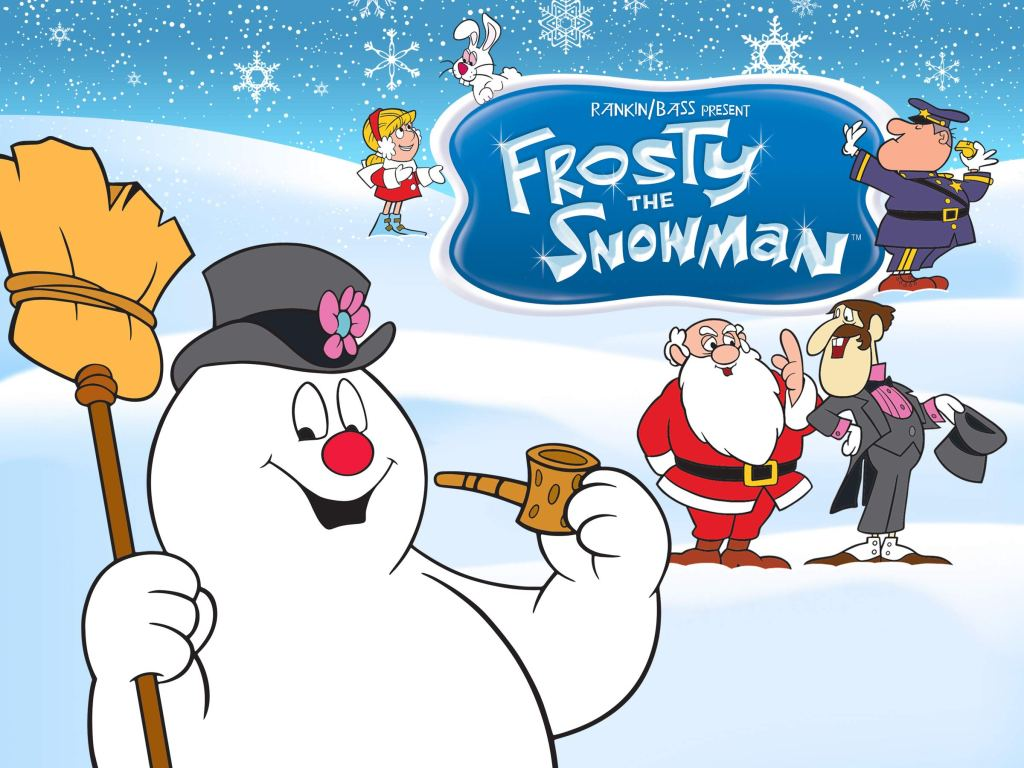 RANKIN/BASS PRESENT
FROSTY
THE
SNOWMAN™